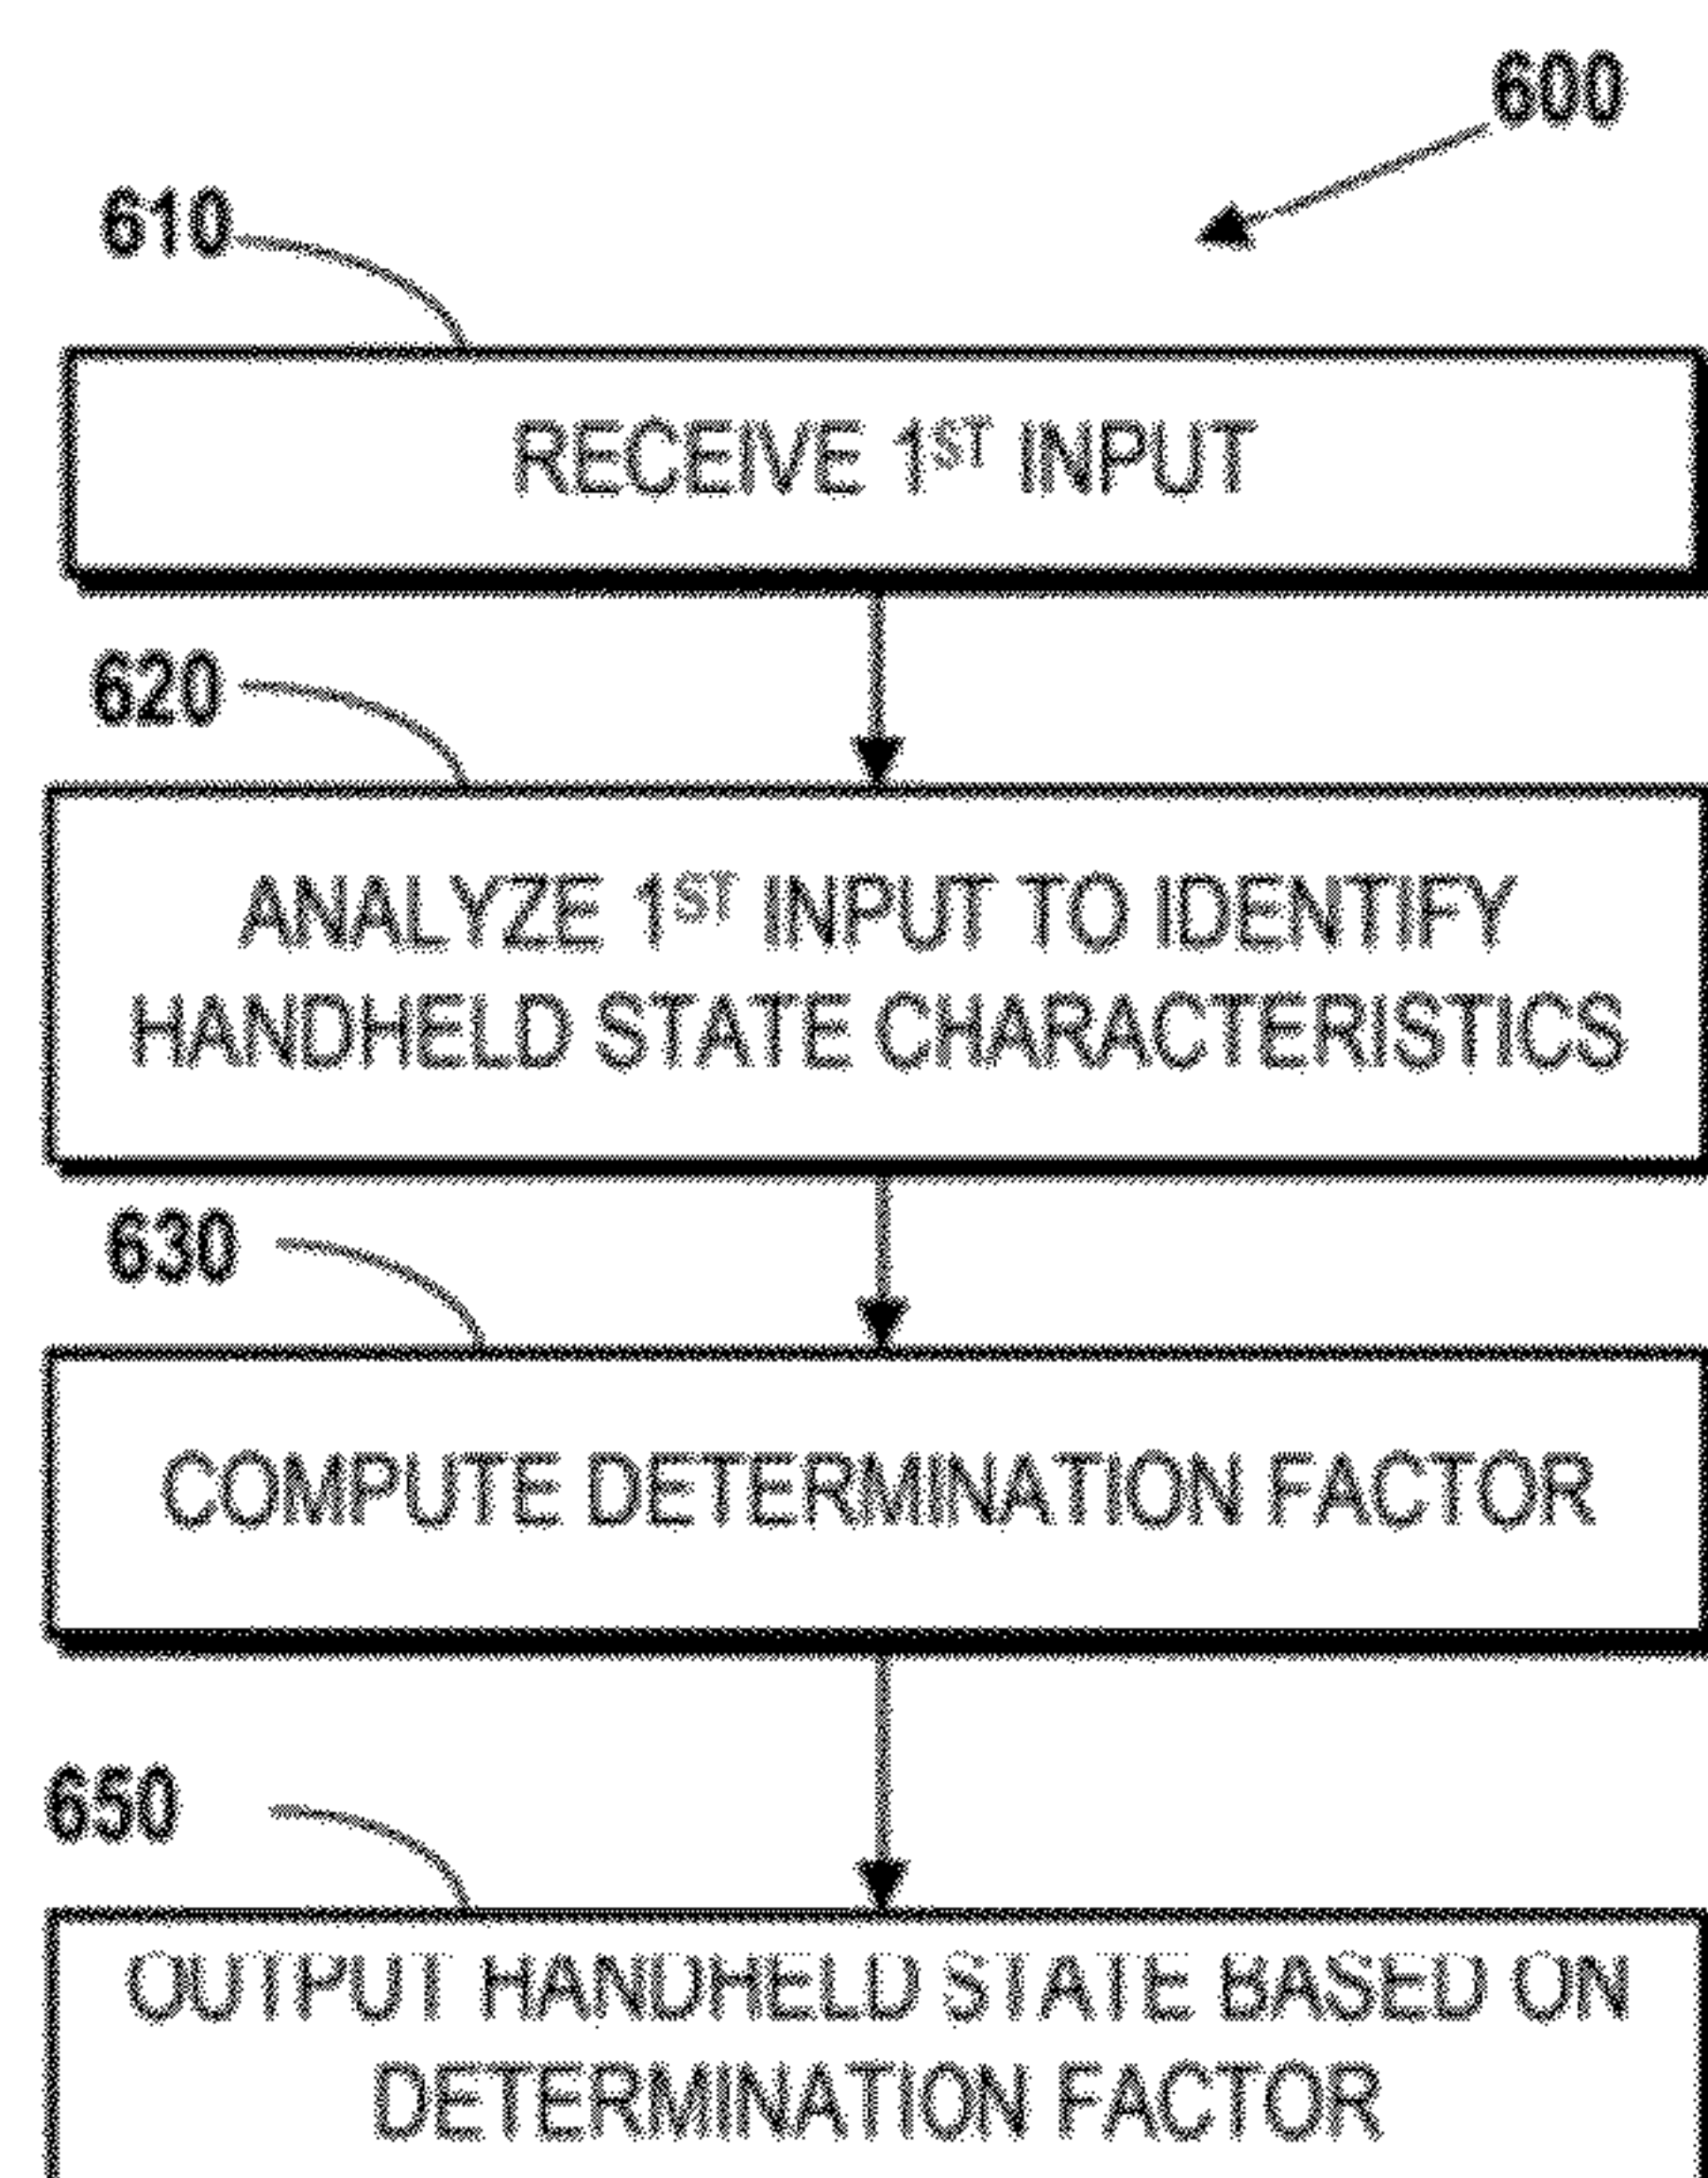 600
610
RECEIVE 1ST INPUT
620
ANALYZE 1ST INPUT TO IDENTIFY
HANDHELD STATE CHARACTERISTICS
630
COMPUTE DETERMINATION FACTOR
650
OUTPUT HANDHELD STATE BASED ON
DETERMINATION FACTOR